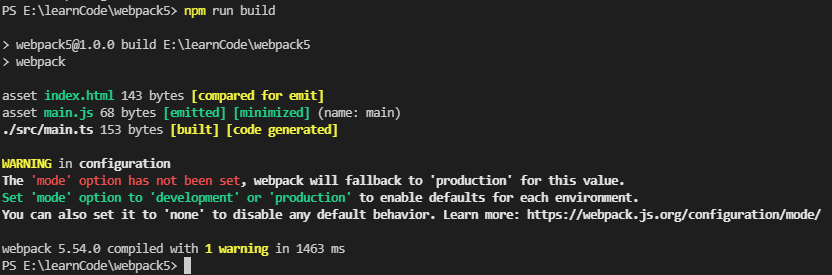 PS E:\learnCode\webpack5> npm run build
> webpack5@1.0.0 build E:\learnCode\webpack5
> webpack
asset index.html 143 bytes [compared for emit]
asset main.js 68 bytes [emitted] [minimized] (name: main)
./src/main.ts 153 bytes [built] [code generated]
WARNING in configuration
The 'mode' option has not been set, webpack will fallback to 'production' for this value.
Set 'mode' option to 'development' or 'production' to enable defaults for each environment.
You can also set it to 'none' to disable any default behavior. Learn more: https://webpack.js.org/configuration/mode/
webpack 5.54.0 compiled with 1 warning in 1463 ms
PS E:\learnCode\webpack5>